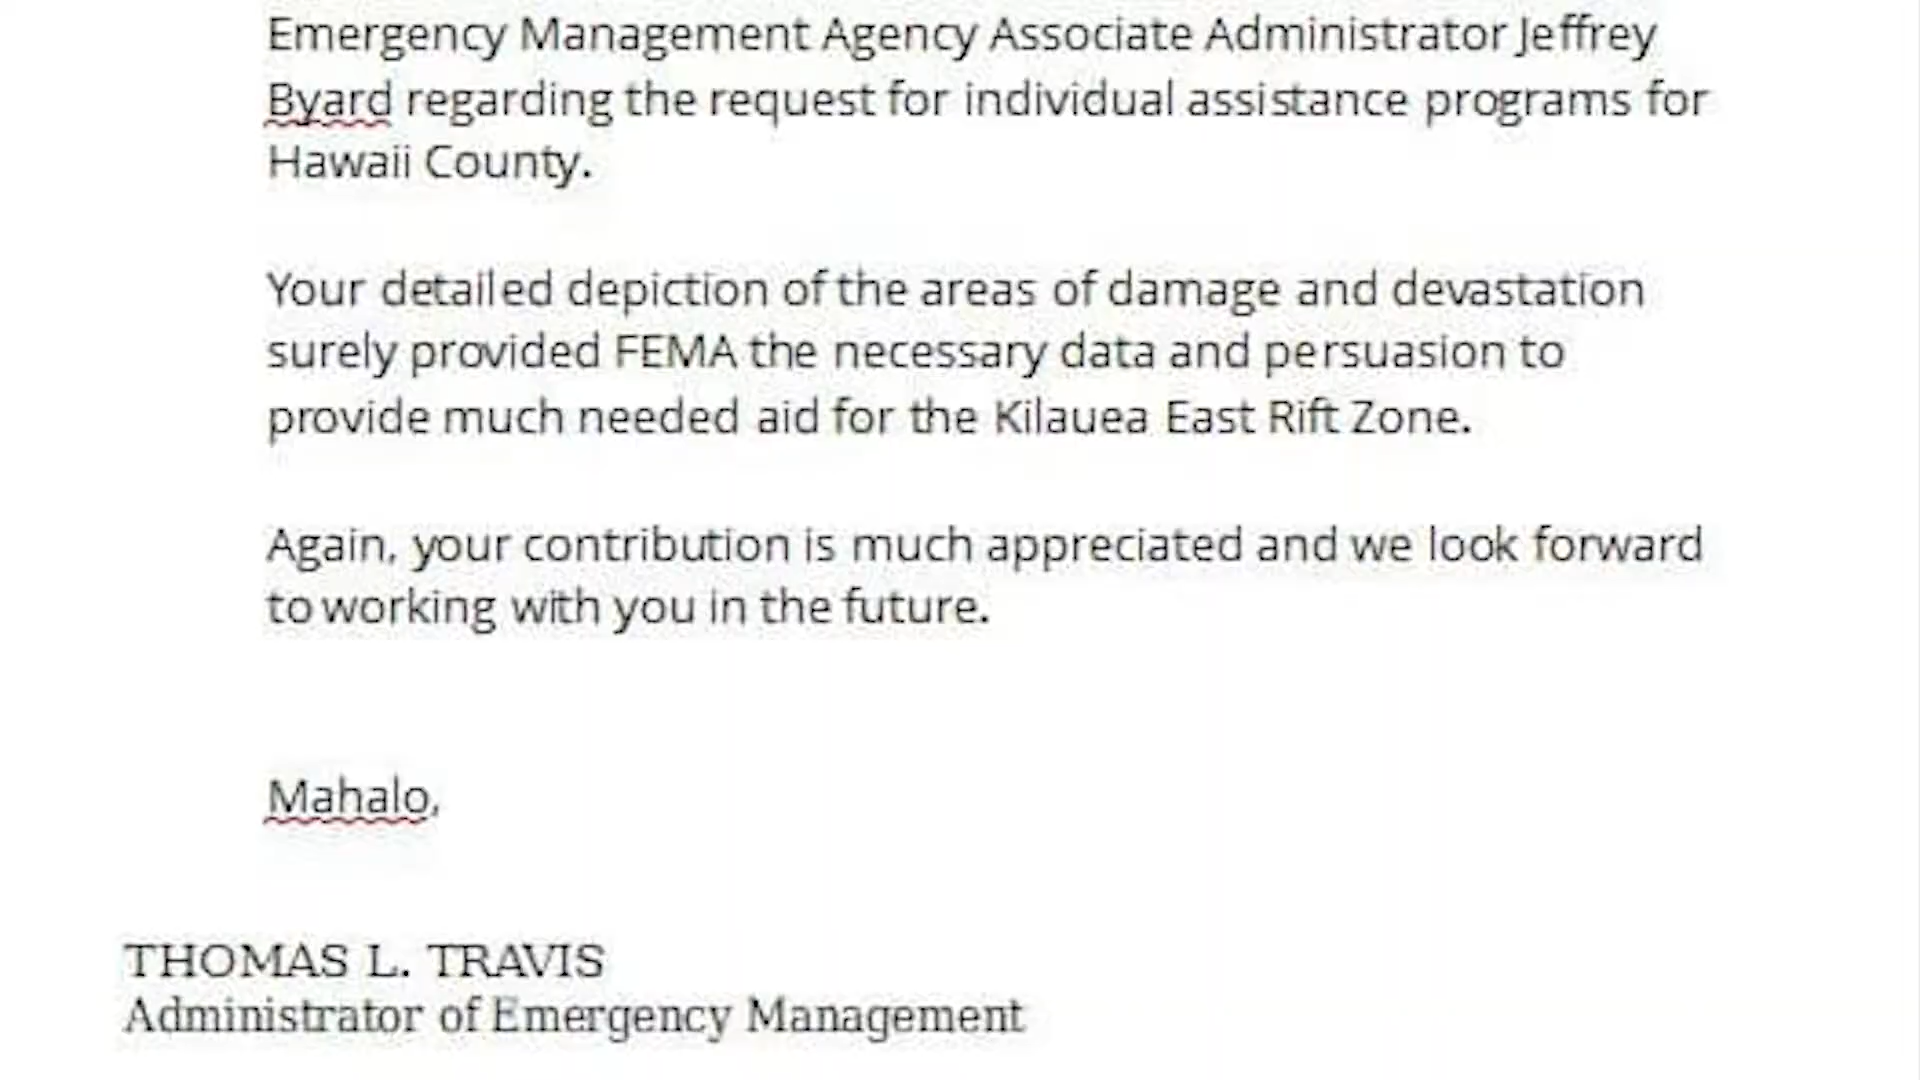 Emergency Management Agency Associate Administrator Jeffrey
Byard regarding the request for individual assistance programs for
Hawaii County.
Your detailed depiction of the areas of damage and devastation
surely provided FEMA the necessary data and persuasion to
provide much needed aid for the Kilauea East Rift Zone.
Again, your contribution is much appreciated and we look forward
to working with you in the future.
Mahalo,
THOMAS L. TRAVIS
Administrator of Emergency Management